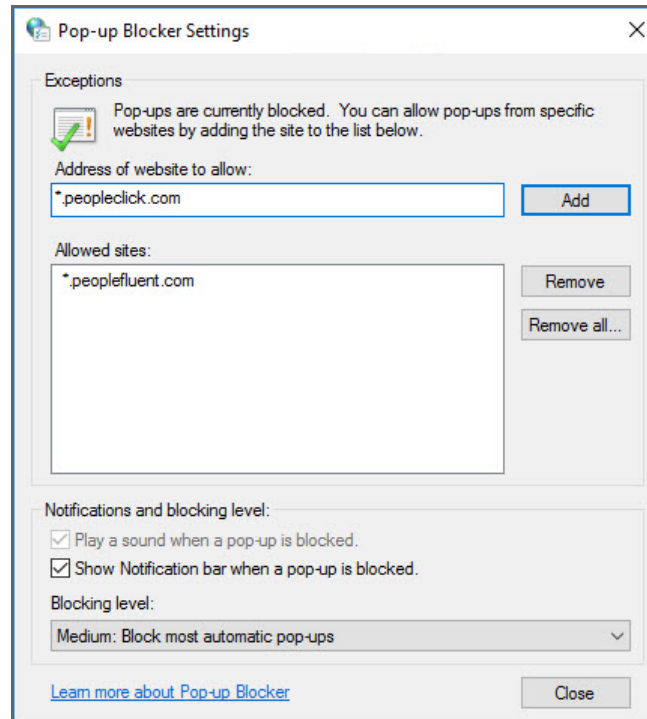 Pop-up Blocker Settings
Exceptions
Pop-ups are currently blocked. You can allow pop-ups from specific
websites by adding the site to the list below.
Address of website to allow:
*.peopleclick.com
Add
Allowed sites:
*.peoplefluent.com
Remove
Remove all...
Notifications and blocking level:
Play a sound when a pop-up is blocked.
Show Notification bar when a pop-up is blocked.
Blocking level:
Medium: Block most automatic pop-ups
Learn more about Pop-up Blocker
Close